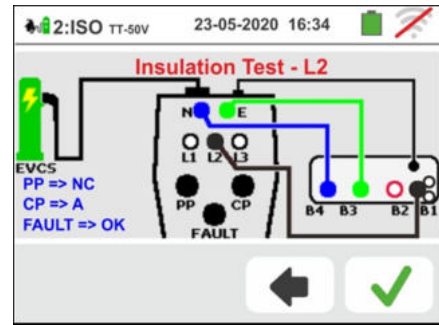 2:ISO TT-50V 23-05-2020 16:34
Insulation Test - L2
N E
L1 L2 L3
EVCS
PP => NC
CP => A
FAULT => OK
PP CP
FAULT
B4 B3 B2 B1